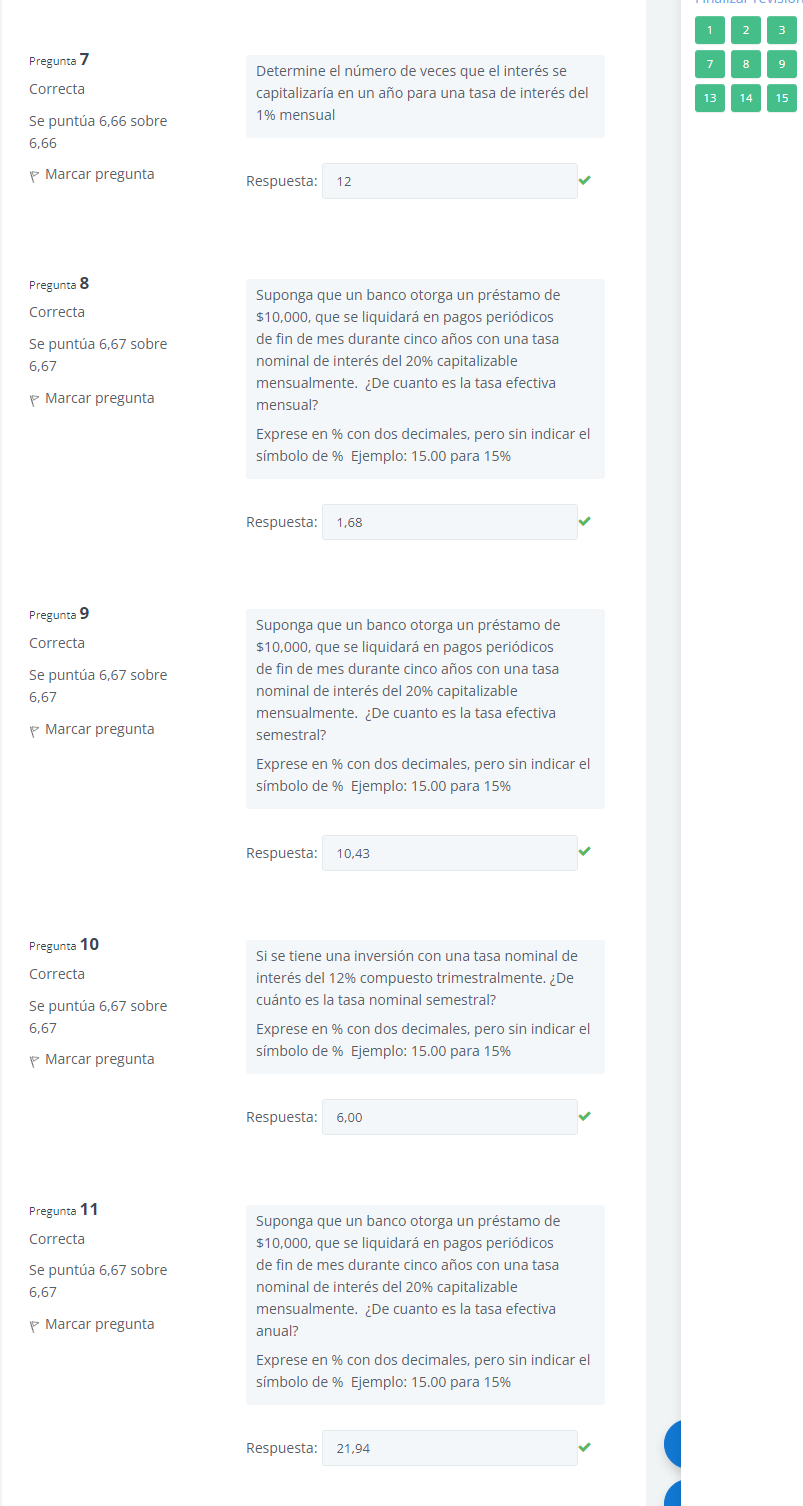 Finalizar revisión
1 2 3
7 8 9
13 14 15
Pregunta 7
Correcta
Se puntúa 6,66 sobre
6,66
Marcar pregunta
Determine el número de veces que el interés se
capitalizaría en un año para una tasa de interés del
1% mensual
Respuesta: 12
Pregunta 8
Correcta
Se puntúa 6,67 sobre
6,67
Marcar pregunta
Suponga que un banco otorga un préstamo de
$10,000, que se liquidará en pagos periódicos
de fin de mes durante cinco años con una tasa
nominal de interés del 20% capitalizable
mensualmente. ¿De cuanto es la tasa efectiva
mensual?
Exprese en % con dos decimales, pero sin indicar el
símbolo de % Ejemplo: 15.00 para 15%
Respuesta: 1,68
Pregunta 9
Correcta
Se puntúa 6,67 sobre
6,67
Marcar pregunta
Suponga que un banco otorga un préstamo de
$10,000, que se liquidará en pagos periódicos
de fin de mes durante cinco años con una tasa
nominal de interés del 20% capitalizable
mensualmente. ¿De cuanto es la tasa efectiva
semestral?
Exprese en % con dos decimales, pero sin indicar el
símbolo de % Ejemplo: 15.00 para 15%
Respuesta: 10,43
Pregunta 10
Correcta
Se puntúa 6,67 sobre
6,67
Marcar pregunta
Si se tiene una inversión con una tasa nominal de
interés del 12% compuesto trimestralmente. ¿De
cuánto es la tasa nominal semestral?
Exprese en % con dos decimales, pero sin indicar el
símbolo de % Ejemplo: 15.00 para 15%
Respuesta: 6,00
Pregunta 11
Correcta
Se puntúa 6,67 sobre
6,67
Marcar pregunta
Suponga que un banco otorga un préstamo de
$10,000, que se liquidará en pagos periódicos
de fin de mes durante cinco años con una tasa
nominal de interés del 20% capitalizable
mensualmente. ¿De cuanto es la tasa efectiva
anual?
Exprese en % con dos decimales, pero sin indicar el
símbolo de % Ejemplo: 15.00 para 15%
Respuesta: 21,94